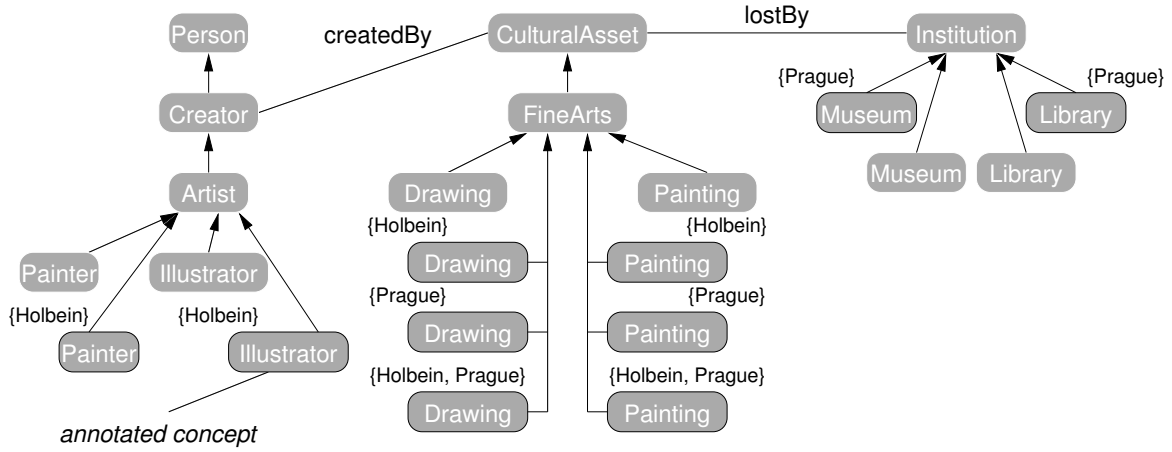 Person
createdBy
CulturalAsset
lostBy
Institution
{Prague}
{Prague}
Creator
FineArts
Museum
Library
Museum
Library
Artist
Drawing
Painting
{Holbein}
{Holbein}
Painter
Illustrator
Drawing
Painting
{Holbein}
{Holbein}
{Prague}
{Prague}
Painter
Illustrator
Drawing
Painting
{Holbein, Prague}
{Holbein, Prague}
Drawing
Painting
annotated concept